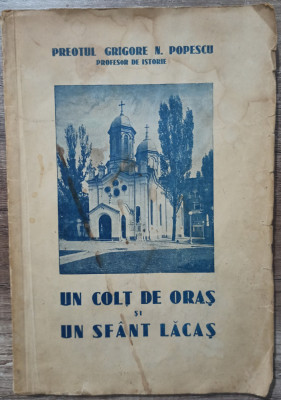 PREOTUL GRIGORE N. POPESCU
PROFESOR DE ISTORIE
UN COLȚ DE ORAȘ
ȘI
UN SFÂNT LĂCAȘ